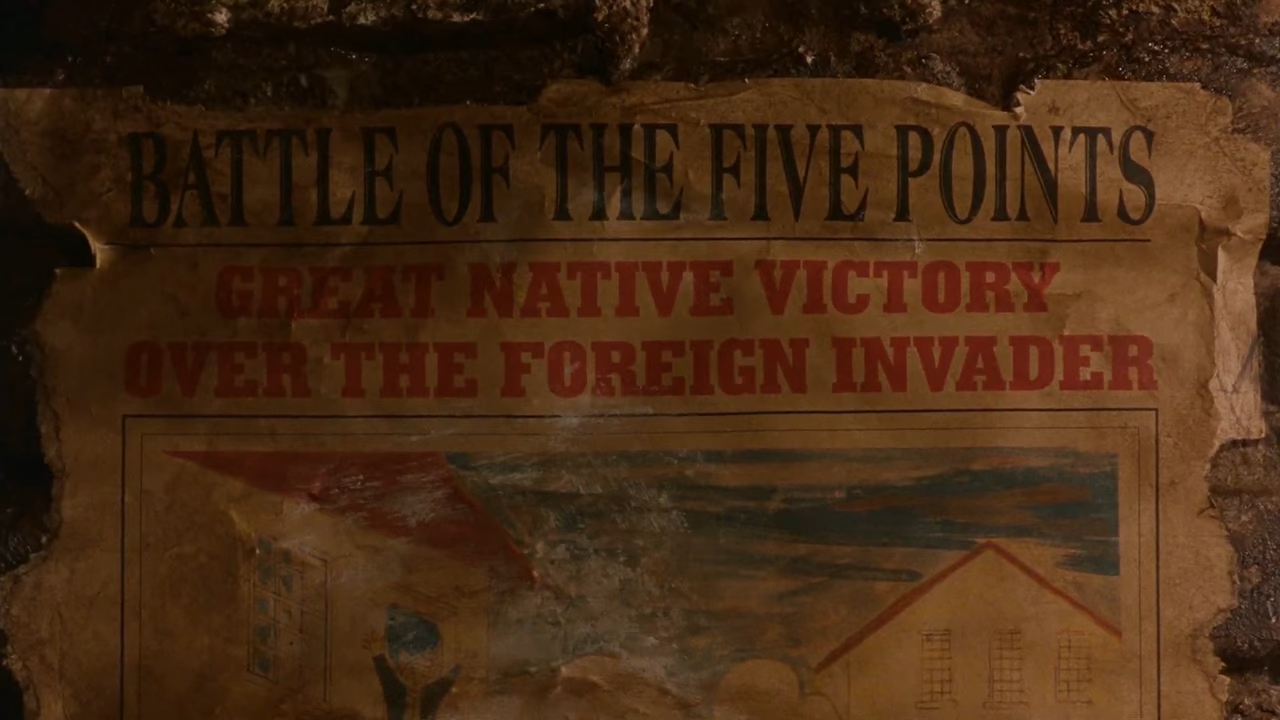 BATTLE OF THE FIVE POINTS
GREAT NATIVE VICTORY
OVER THE FOREIGN INVADER